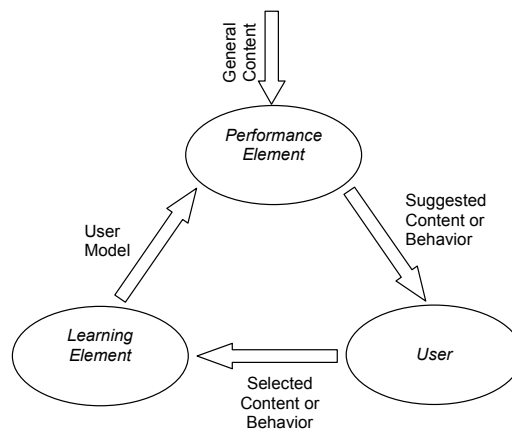 General
Content
Performance
Element
Suggested
Content or
Behavior
User
Model
Learning
Element
User
Selected
Content or
Behavior